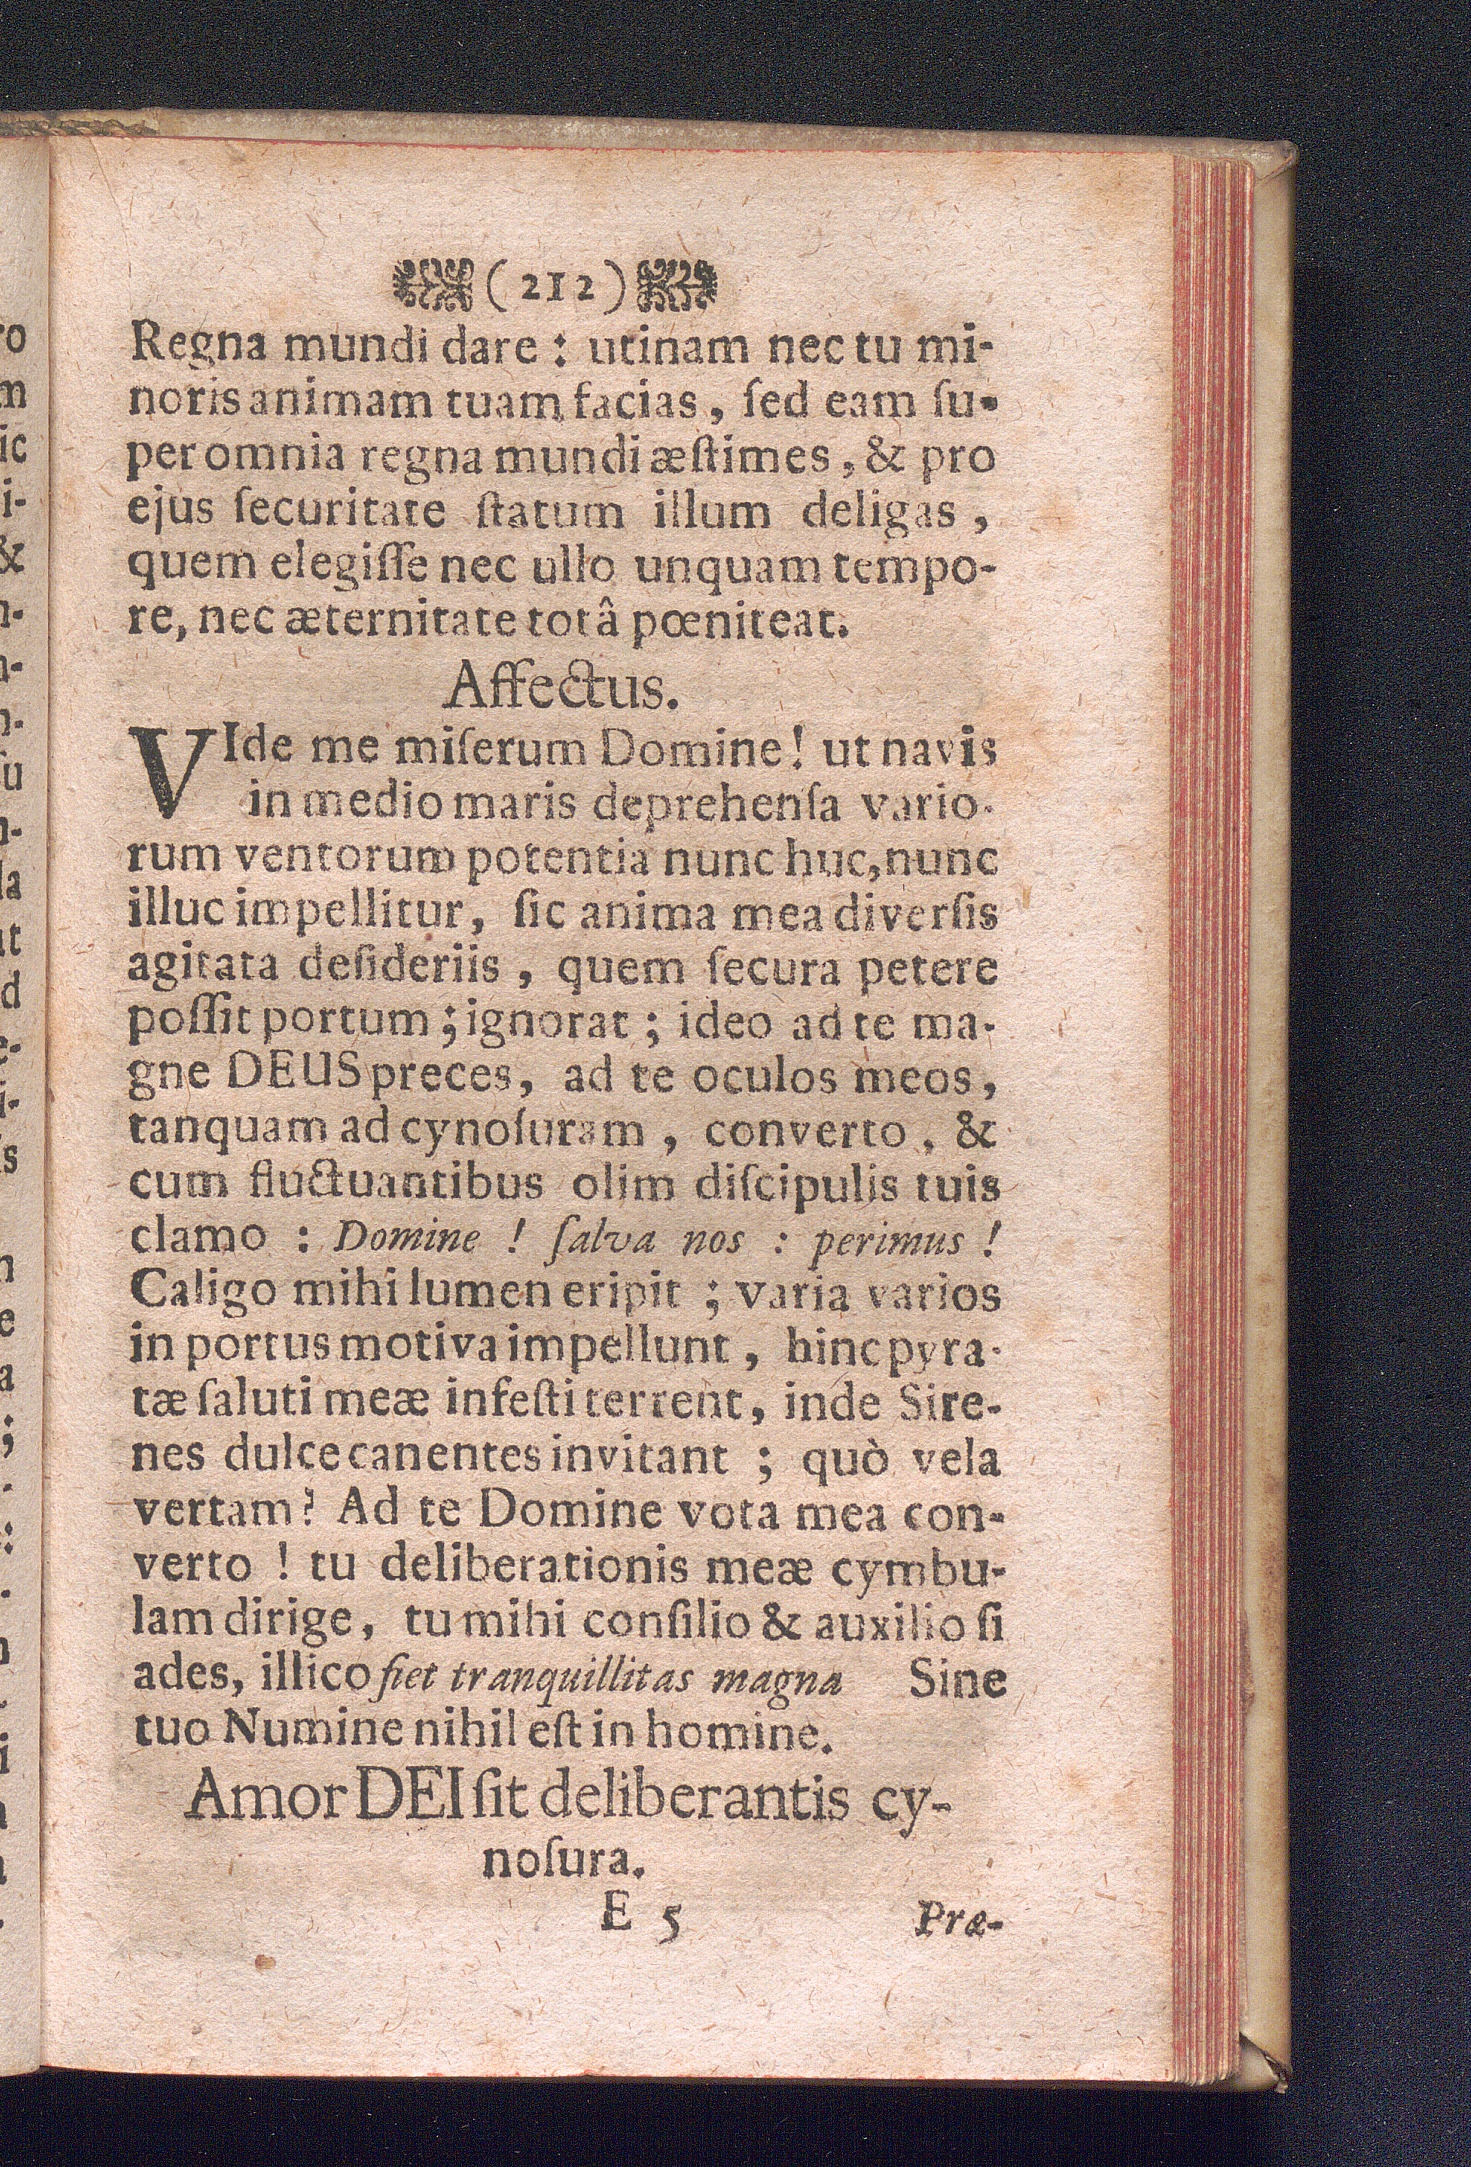 ( 212 )
Regna mundi dare : utinam nec tu mi-
noris animam tuam facias, ſed eam ſu-
per omnia regna mundi æſtimes, & pro
ejus ſecuritate ſtatum illum deligas,
quem elegiſſe nec ullo unquam tempo-
re, nec æternitate totâ pœniteat.
Affectus.
VIde me miſerum Domine! ut navis
in medio maris deprehenſa vario-
rum ventorum potentia nunc huc, nunc
illuc impellitur, ſic anima mea diverſis
agitata deſideriis, quem ſecura petere
poſſit portum ; ignorat ; ideo ad te ma-
gne DEUS preces, ad te oculos meos,
tanquam ad cynoſuram, converto, &
cum fluctuantibus olim diſcipulis tuis
clamo : Domine ! ſalva nos : perimus !
Caligo mihi lumen eripit ; varia varios
in portus motiva impellunt, hinc pyra-
tæ ſaluti meæ infeſti terrent, inde Sire-
nes dulce canentes invitant ; quò vela
vertam? Ad te Domine vota mea con-
verto ! tu deliberationis meæ cymbu-
lam dirige, tu mihi conſilio & auxilio ſi
ades, illico fiet tranquillitas magna Sine
tuo Numine nihil eſt in homine.
Amor DEI ſit deliberantis cy-
noſura.
E 5 Præ-